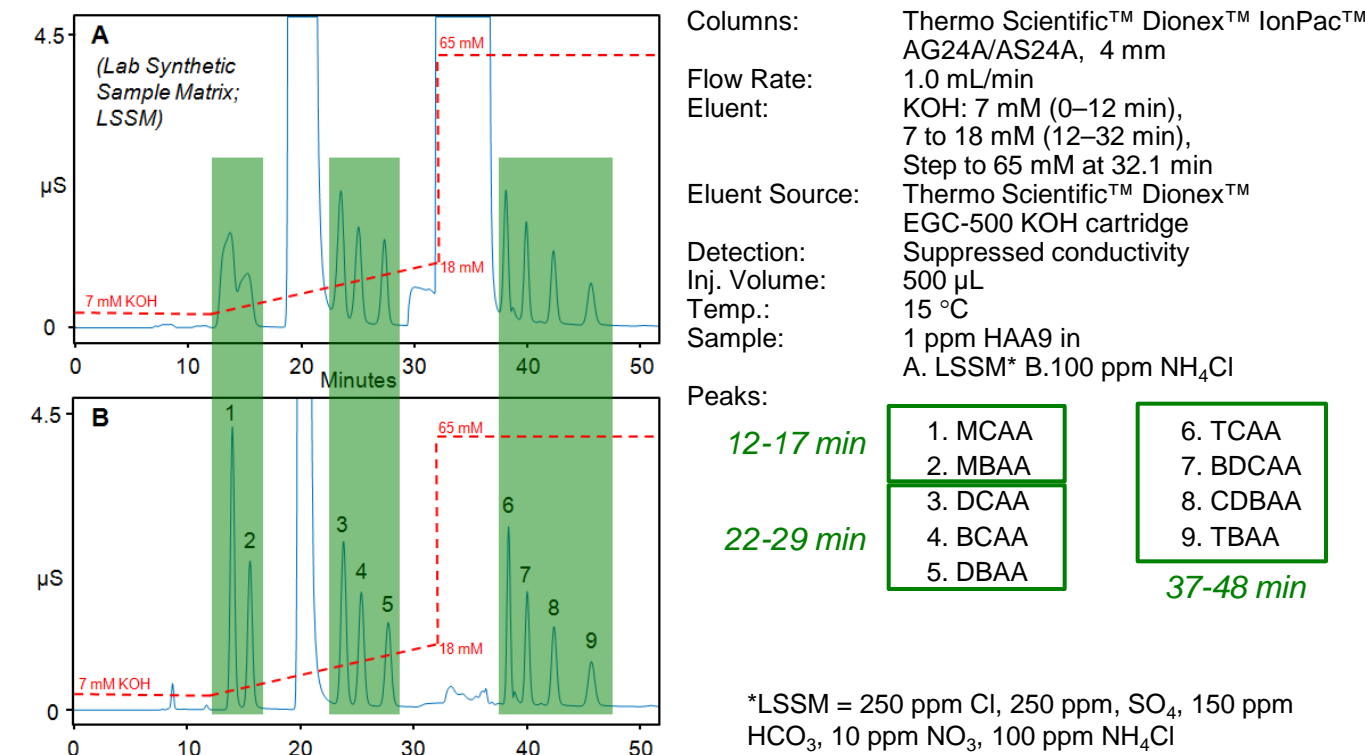 4.5
A
(Lab Synthetic
Sample Matrix;
LSSM)
65 mM
µS
18 mM
7 mM KOH
0
0 10 20 30 40 50
Minutes
4.5
B
1
65 mM
2
3
4
5
6
7
8
9
µS
18 mM
7 mM KOH
0
0 10 20 30 40 50
Columns: Thermo Scientific™ Dionex™ IonPac™
AG24A/AS24A, 4 mm
Flow Rate: 1.0 mL/min
Eluent: KOH: 7 mM (0–12 min),
7 to 18 mM (12–32 min),
Step to 65 mM at 32.1 min
Eluent Source: Thermo Scientific™ Dionex™
EGC-500 KOH cartridge
Detection: Suppressed conductivity
Inj. Volume: 500 µL
Temp.: 15 °C
Sample: 1 ppm HAA9 in
A. LSSM* B.100 ppm NH₄Cl
Peaks:
12-17 min
1. MCAA
2. MBAA
22-29 min
3. DCAA
4. BCAA
5. DBAA
6. TCAA
7. BDCAA
8. CDBAA
9. TBAA
37-48 min
*LSSM = 250 ppm Cl, 250 ppm, SO₄, 150 ppm
HCO₃, 10 ppm NO₃, 100 ppm NH₄Cl